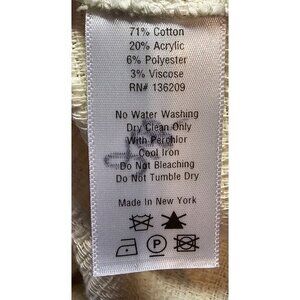 71% Cotton
20% Acrylic
6% Polyester
3% Viscose
RN# 136209
No Water Washing
Dry Clean Only
With Perchlor
Cool Iron
Do Not Bleaching
Do Not Tumble Dry
Made In New York
P